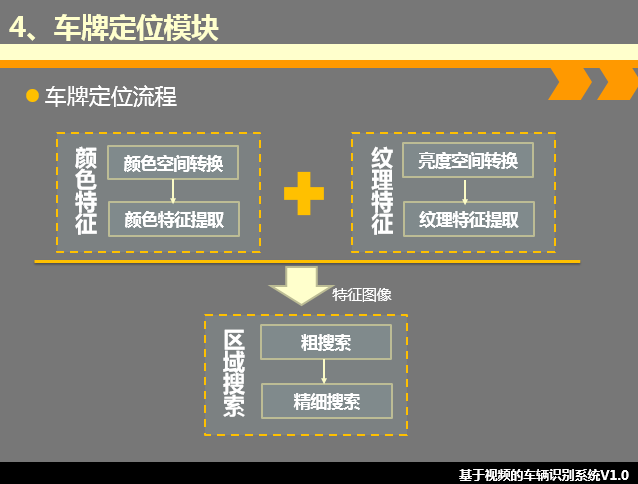 4、车牌定位模块
车牌定位流程
颜色特征
颜色空间转换
颜色特征提取
纹理特征
亮度空间转换
纹理特征提取
特征图像
区域搜索
粗搜索
精细搜索
基于视频的车辆识别系统V1.0